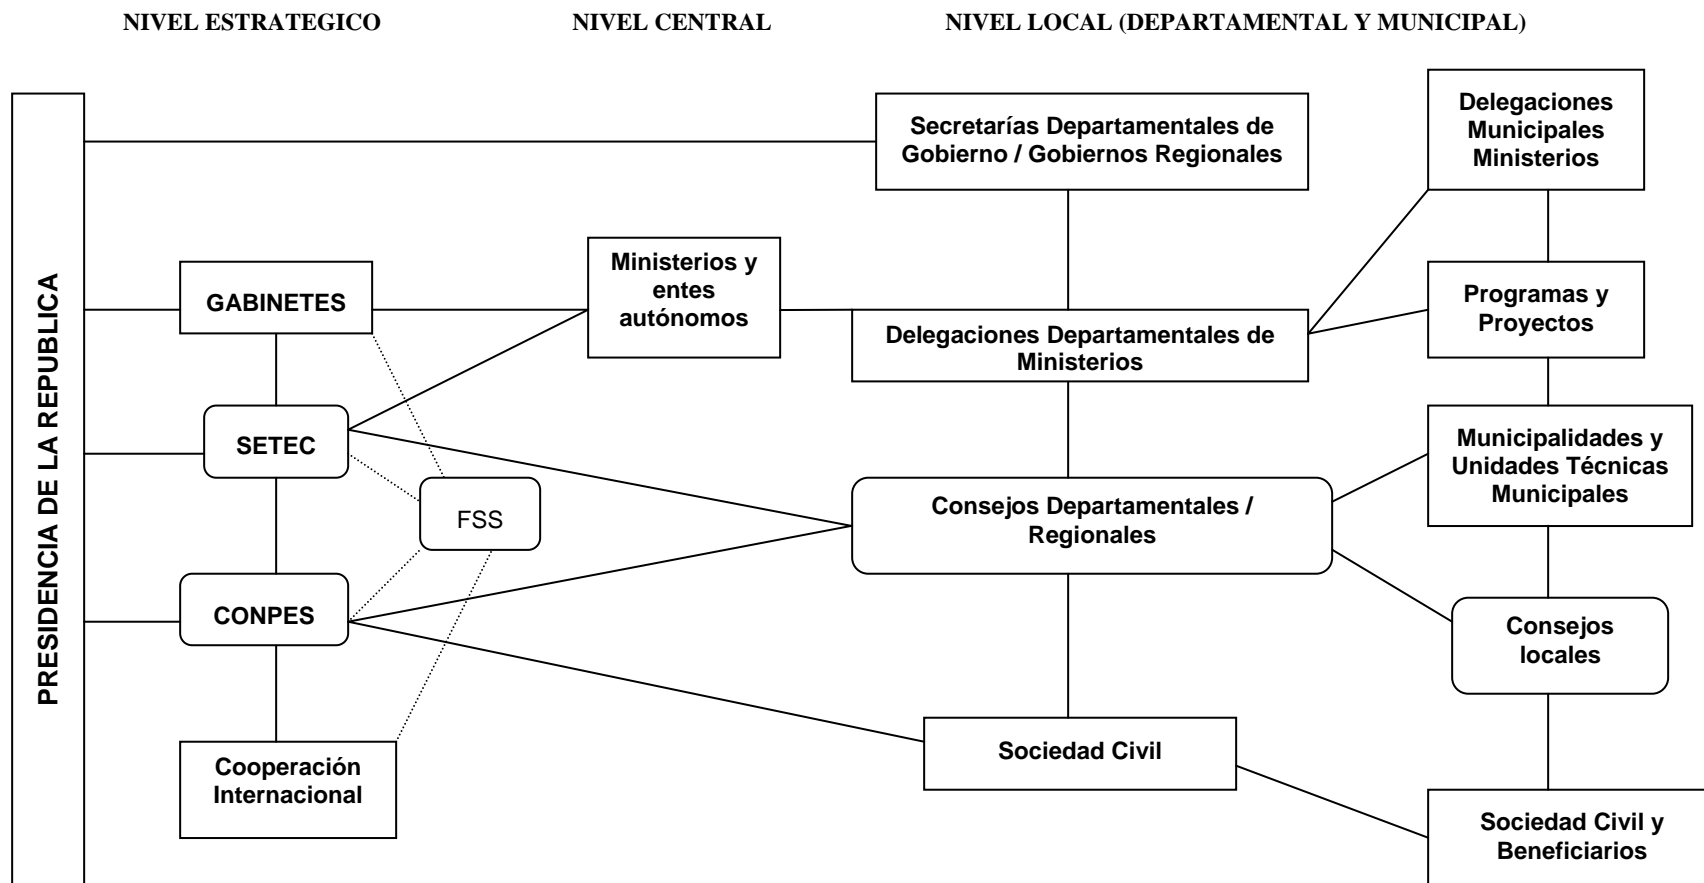 NIVEL ESTRATEGICO
NIVEL CENTRAL
NIVEL LOCAL (DEPARTAMENTAL Y MUNICIPAL)
PRESIDENCIA DE LA REPUBLICA
GABINETES
SETEC
FSS
CONPES
Cooperación
Internacional
Ministerios y
entes
autónomos
Secretarías Departamentales de
Gobierno / Gobiernos Regionales
Delegaciones Departamentales de
Ministerios
Consejos Departamentales /
Regionales
Sociedad Civil
Delegaciones
Municipales
Ministerios
Programas y
Proyectos
Municipalidades y
Unidades Técnicas
Municipales
Consejos
locales
Sociedad Civil y
Beneficiarios